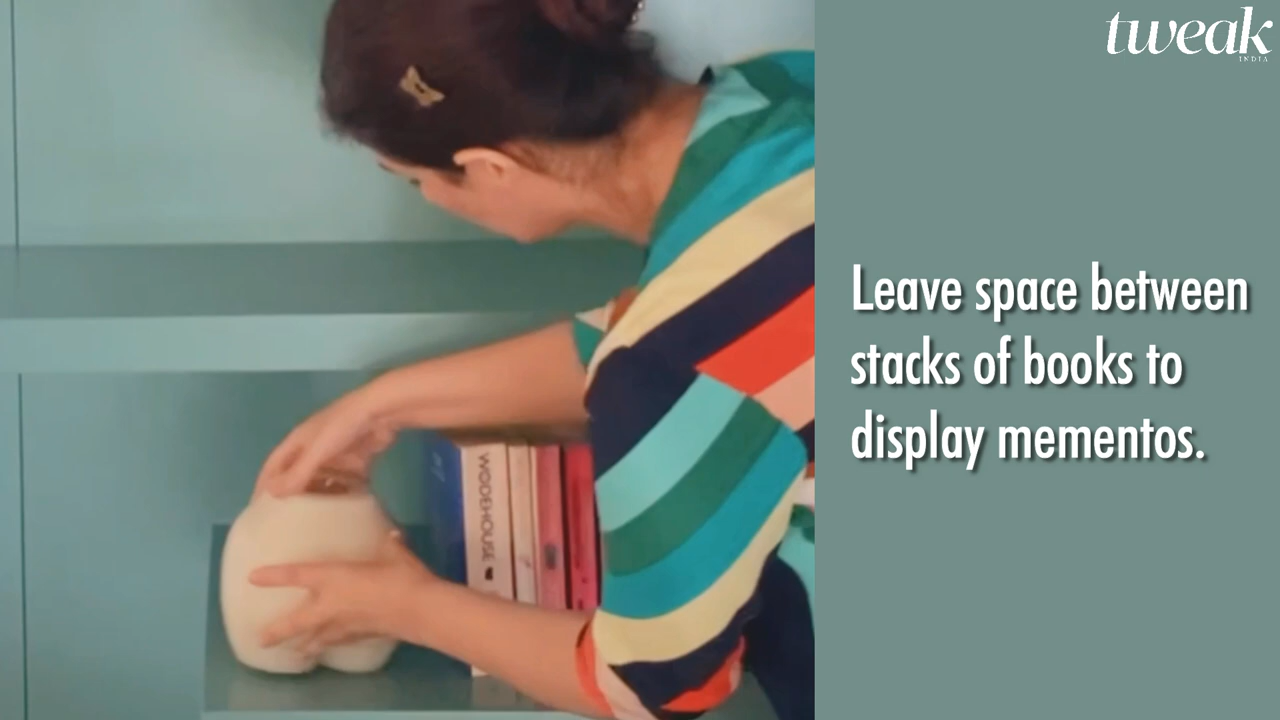 tweak
INDIA
Leave space between
stacks of books to
display mementos.
WODEHOUSE